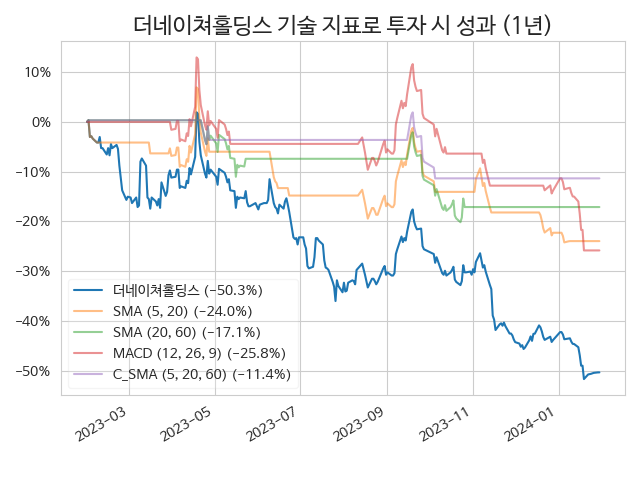 더네이쳐홀딩스 기술 지표로 투자 시 성과 (1년)
10%
0%
−10%
−20%
−30%
−40%
−50%
더네이쳐홀딩스 (−50.3%)
SMA (5, 20) (−24.0%)
SMA (20, 60) (−17.1%)
MACD (12, 26, 9) (−25.8%)
C_SMA (5, 20, 60) (−11.4%)
2023−03
2023−05
2023−07
2023−09
2023−11
2024−01